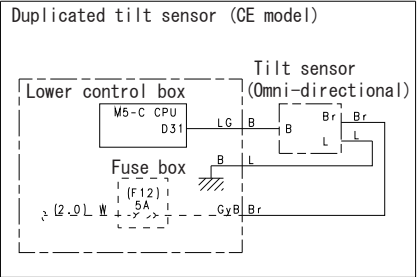 Duplicated tilt sensor (CE model)
Tilt sensor
(Omni-directional)
Lower control box
M5-C CPU
D31
LG B
B
Br Br
L L
B L
Fuse box
(F12)
5A
(2.0) W
GyB Br